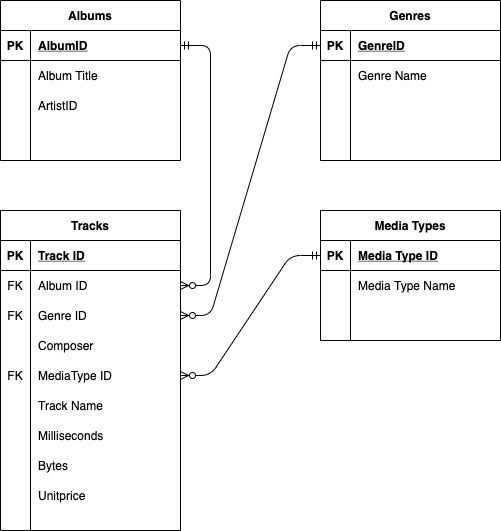 Albums
PK AlbumID
Album Title
ArtistID
Genres
PK GenreID
Genre Name
Tracks
PK Track ID
FK Album ID
FK Genre ID
Composer
FK MediaType ID
Track Name
Milliseconds
Bytes
Unitprice
Media Types
PK Media Type ID
Media Type Name